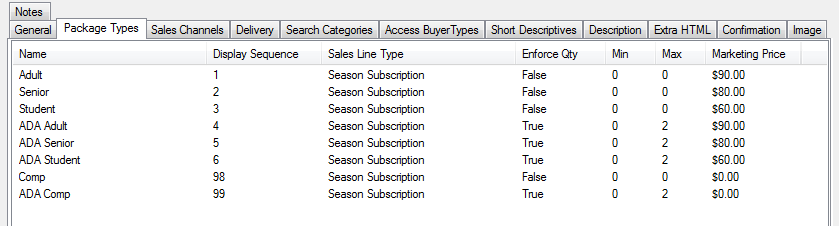 Notes
General Package Types Sales Channels Delivery Search Categories Access BuyerTypes Short Descriptives Description Extra HTML Confirmation Image
Name Display Sequence Sales Line Type Enforce Qty Min Max Marketing Price
Adult 1 Season Subscription False 0 0 $90.00
Senior 2 Season Subscription False 0 0 $80.00
Student 3 Season Subscription False 0 0 $60.00
ADA Adult 4 Season Subscription True 0 2 $90.00
ADA Senior 5 Season Subscription True 0 2 $80.00
ADA Student 6 Season Subscription True 0 2 $60.00
Comp 98 Season Subscription False 0 0 $0.00
ADA Comp 99 Season Subscription True 0 2 $0.00